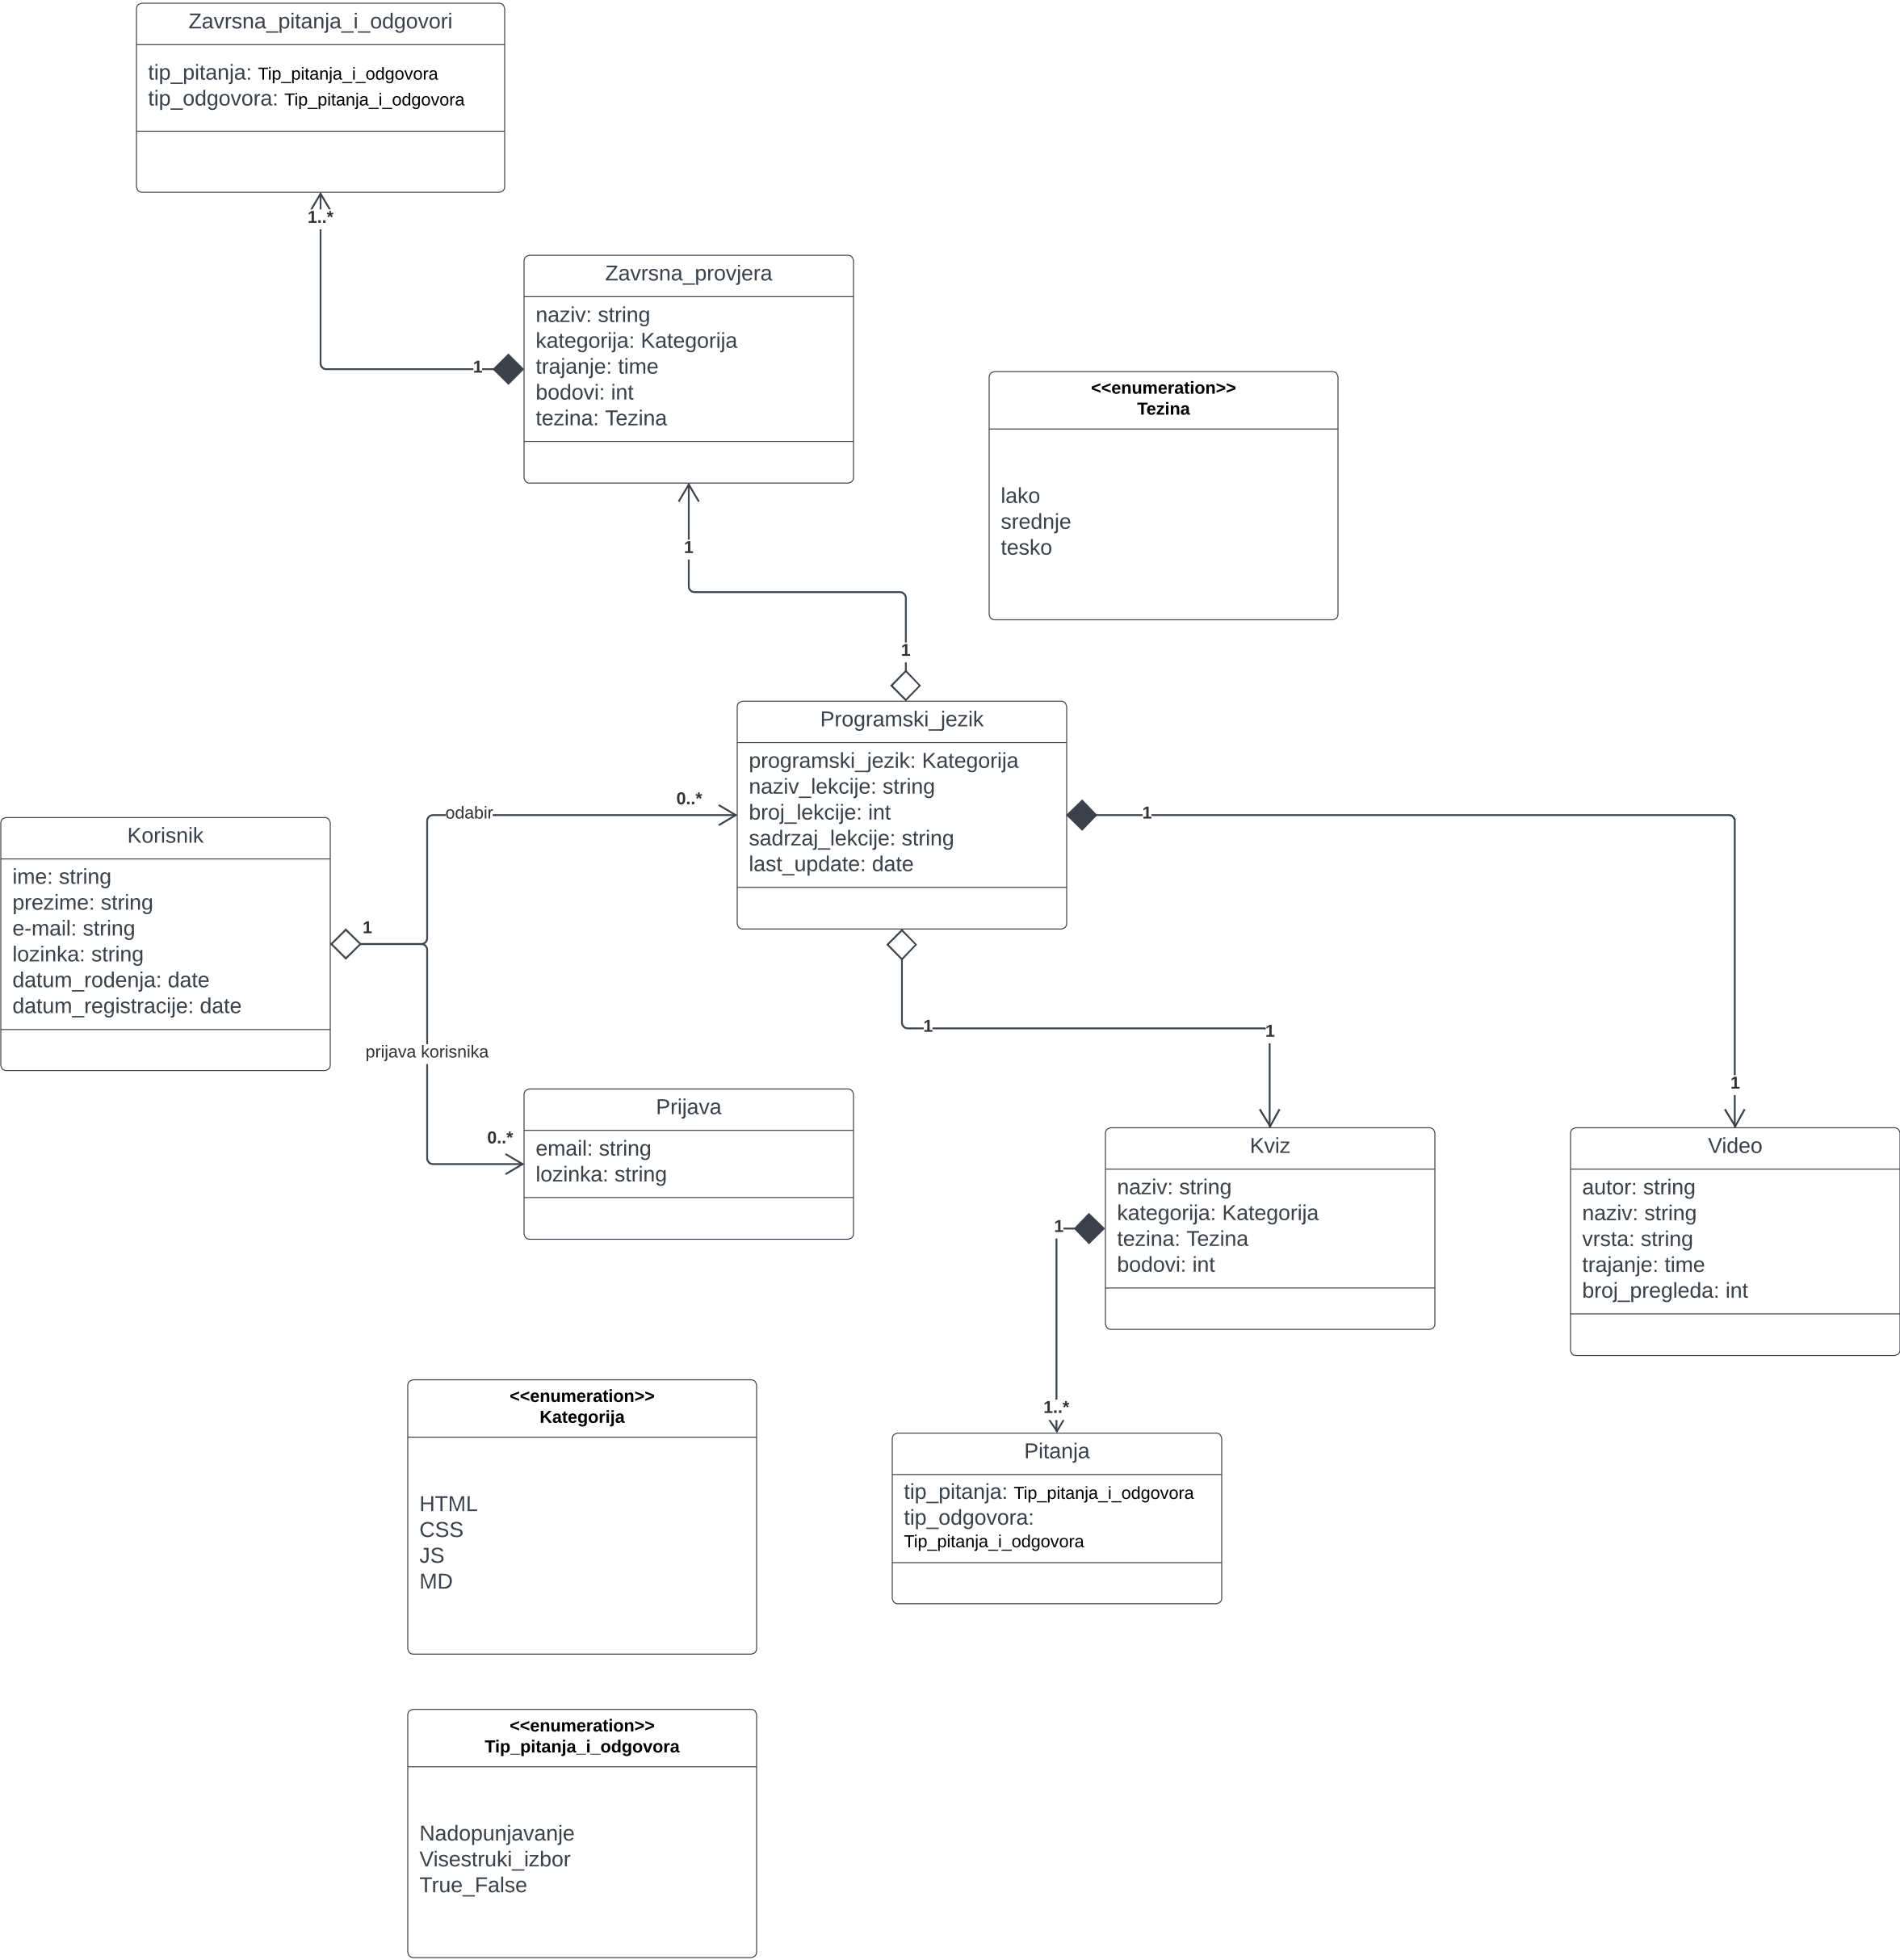 Zavrsna_pitanja_i_odgovori
tip_pitanja: Tip_pitanja_i_odgovora
tip_odgovora: Tip_pitanja_i_odgovora
1..*
1
Zavrsna_provjera
naziv: string
kategorija: Kategorija
trajanje: time
bodovi: int
tezina: Tezina
<<enumeration>>
Tezina
lako
srednje
tesko
1
1
Programski_jezik
programski_jezik: Kategorija
naziv_lekcije: string
broj_lekcije: int
sadrzaj_lekcije: string
last_update: date
odabir
0..*
1
Korisnik
ime: string
prezime: string
e-mail: string
lozinka: string
datum_rodenja: date
datum_registracije: date
1
prijava korisnika
0..*
Prijava
email: string
lozinka: string
1
1
1
Kviz
naziv: string
kategorija: Kategorija
tezina: Tezina
bodovi: int
Video
autor: string
naziv: string
vrsta: string
trajanje: time
broj_pregleda: int
1
1..*
Pitanja
tip_pitanja: Tip_pitanja_i_odgovora
tip_odgovora:
Tip_pitanja_i_odgovora
<<enumeration>>
Kategorija
HTML
CSS
JS
MD
<<enumeration>>
Tip_pitanja_i_odgovora
Nadopunjavanje
Visestruki_izbor
True_False